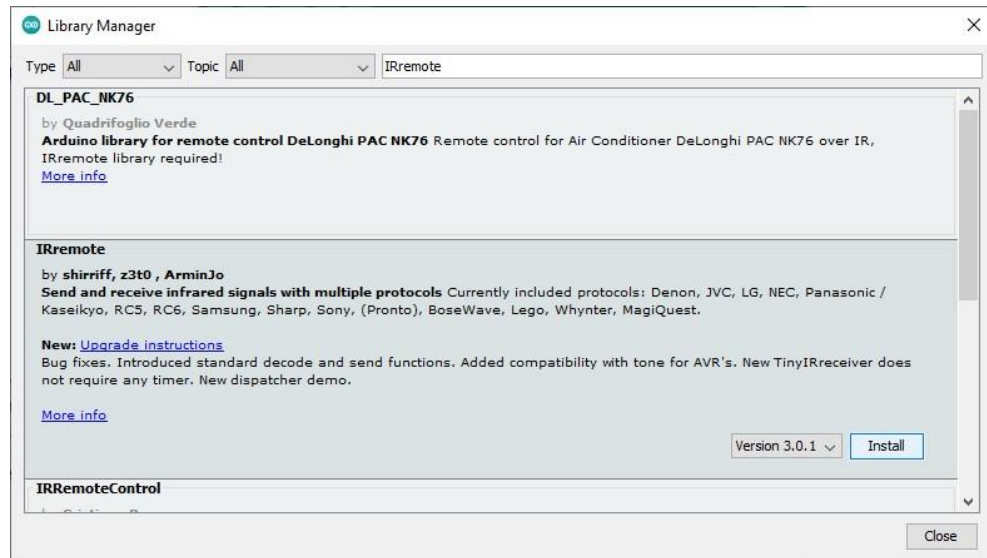 Library Manager
Type All Topic All IRremote
DL_PAC_NK76
by Quadrifoglio Verde
Arduino library for remote control DeLonghi PAC NK76 Remote control for Air Conditioner DeLonghi PAC NK76 over IR,
IRremote library required!
More info
IRremote
by shirriff, z3t0 , ArminJo
Send and receive infrared signals with multiple protocols Currently included protocols: Denon, JVC, LG, NEC, Panasonic /
Kaseikyo, RC5, RC6, Samsung, Sharp, Sony, (Pronto), BoseWave, Lego, Whynter, MagiQuest.
New: Upgrade instructions
Bug fixes. Introduced standard decode and send functions. Added compatibility with tone for AVR's. New TinyIRreceiver does
not require any timer. New dispatcher demo.
More info
Version 3.0.1 Install
IRRemoteControl
Close